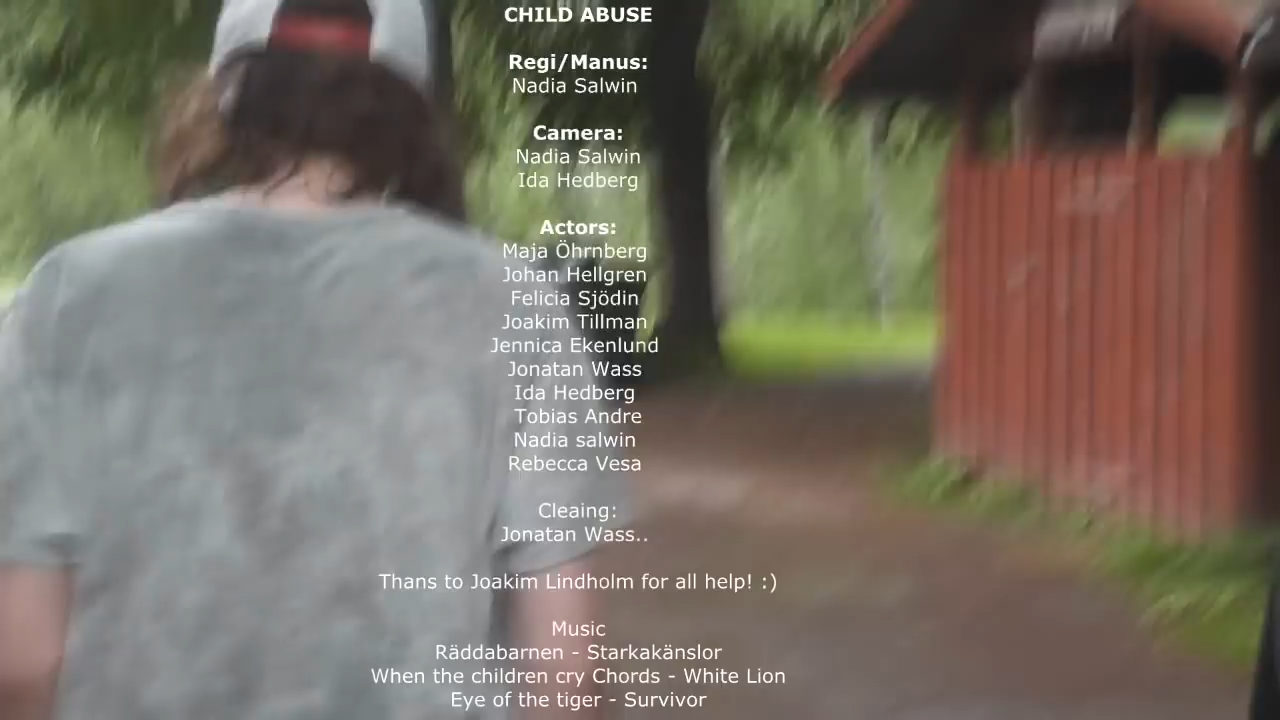 CHILD ABUSE
Regi/Manus:
Nadia Salwin
Camera:
Nadia Salwin
Ida Hedberg
Actors:
Maja Öhrnberg
Johan Hellgren
Felicia Sjödin
Joakim Tillman
Jennica Ekenlund
Jonatan Wass
Ida Hedberg
Tobias Andre
Nadia salwin
Rebecca Vesa
Cleaing:
Jonatan Wass..
Thans to Joakim Lindholm for all help! :)
Music
Räddabarnen - Starkakänslor
When the children cry Chords - White Lion
Eye of the tiger - Survivor